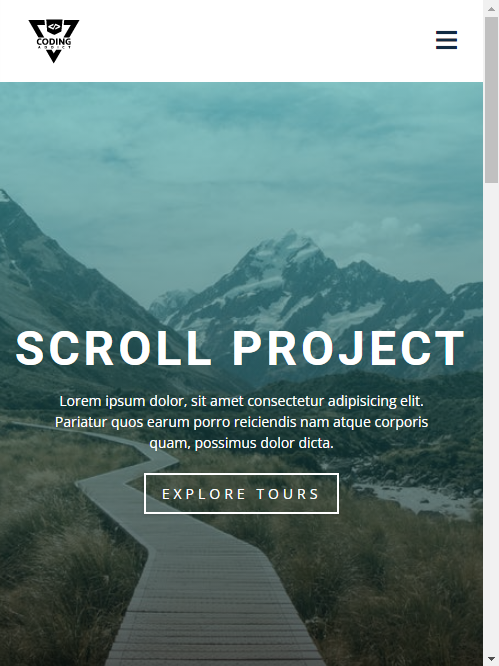 </>
CODING
ADDICT
SCROLL PROJECT
Lorem ipsum dolor, sit amet consectetur adipisicing elit.
Pariatur quos earum porro reiciendis nam atque corporis
quam, possimus dolor dicta.
EXPLORE TOURS